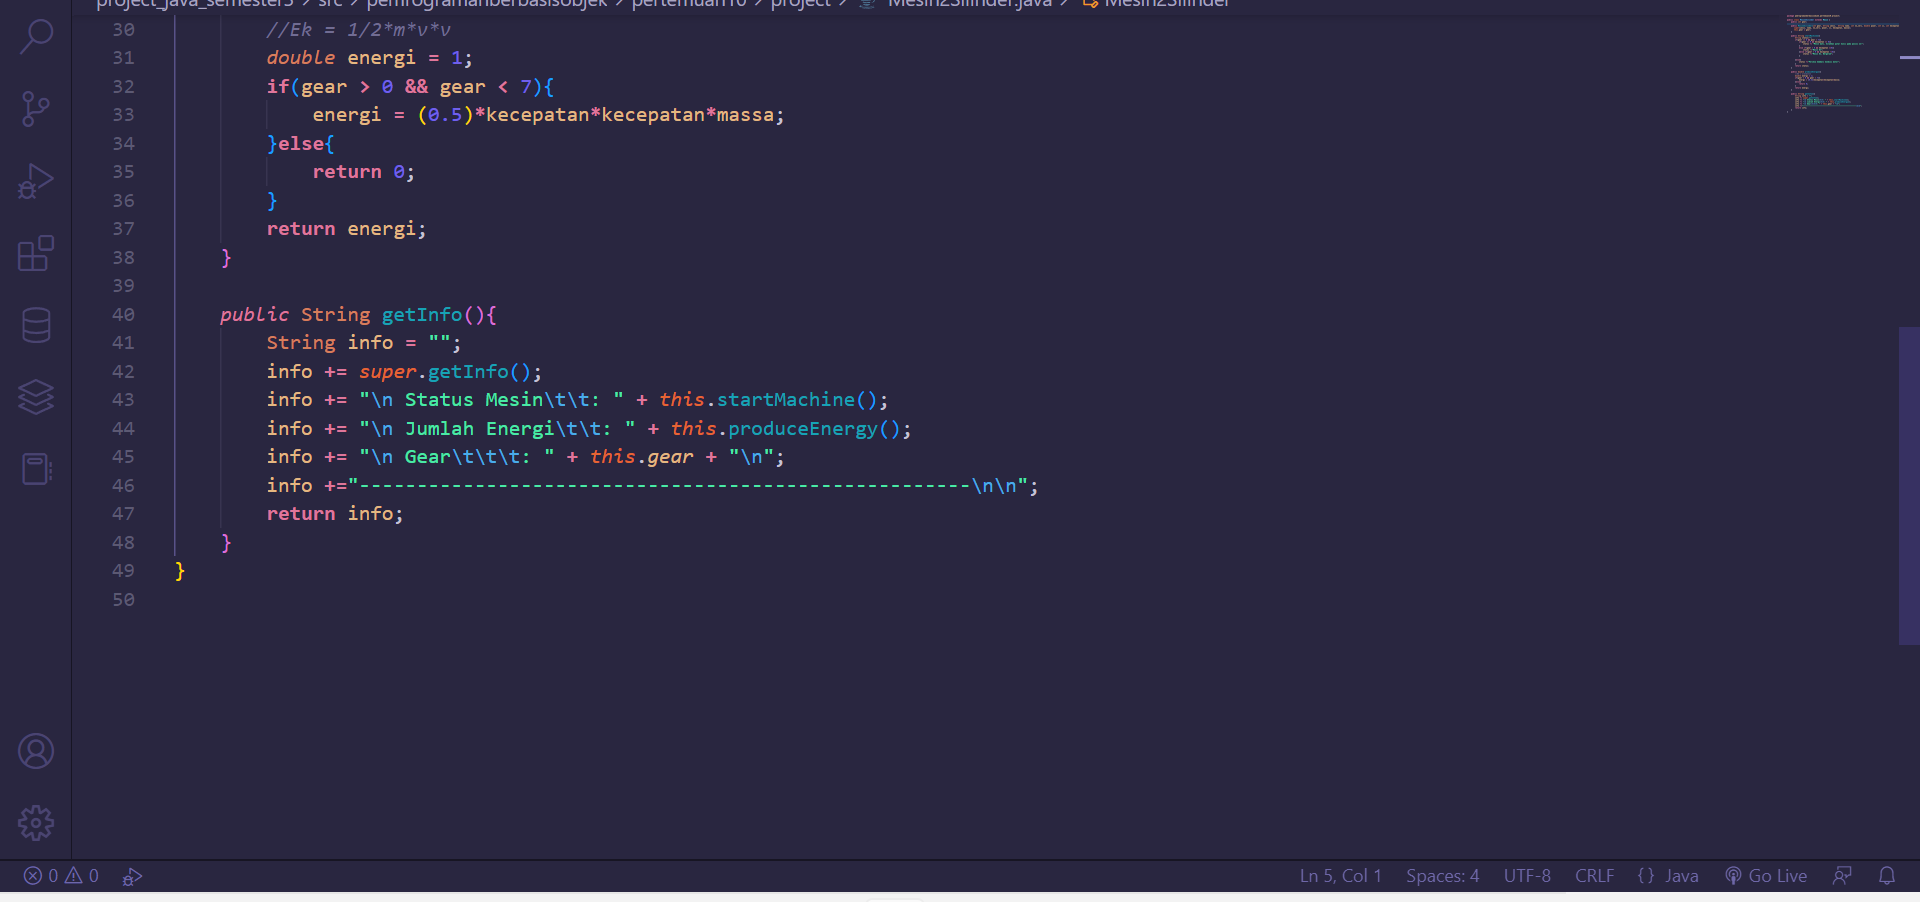 project_java_semester3 > src > pemrogramanberbasisobjek > pertemuan10 > project > Mesin2Silinder.java > Mesin2Silinder
30 //Ek = 1/2*m*v*v
31 double energi = 1;
32 if(gear > 0 && gear < 7){
33 energi = (0.5)*kecepatan*kecepatan*massa;
34 }else{
35 return 0;
36 }
37 return energi;
38 }
39
40 public String getInfo(){
41 String info = "";
42 info += super.getInfo();
43 info += "\n Status Mesin\t\t: " + this.startMachine();
44 info += "\n Jumlah Energi\t\t: " + this.produceEnergy();
45 info += "\n Gear\t\t\t: " + this.gear + "\n";
46 info +="-----------------------------------------------------\n\n";
47 return info;
48 }
49 }
50
0 0 Ln 5, Col 1 Spaces: 4 UTF-8 CRLF {} Java Go Live